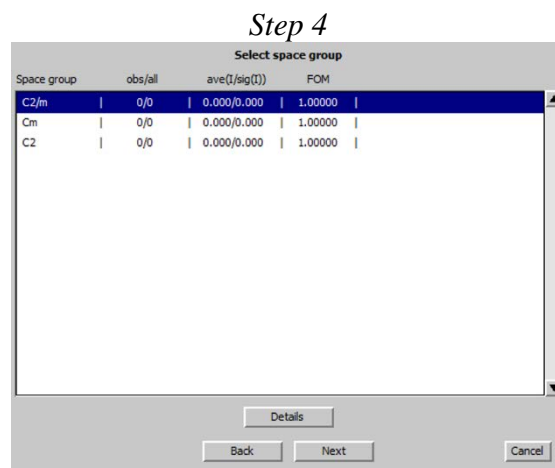 Step 4
Select space group
Space group obs/all ave(I/sig(I)) FOM
C2/m | 0/0 | 0.000/0.000 | 1.00000 |
Cm | 0/0 | 0.000/0.000 | 1.00000 |
C2 | 0/0 | 0.000/0.000 | 1.00000 |
Details
Back Next Cancel